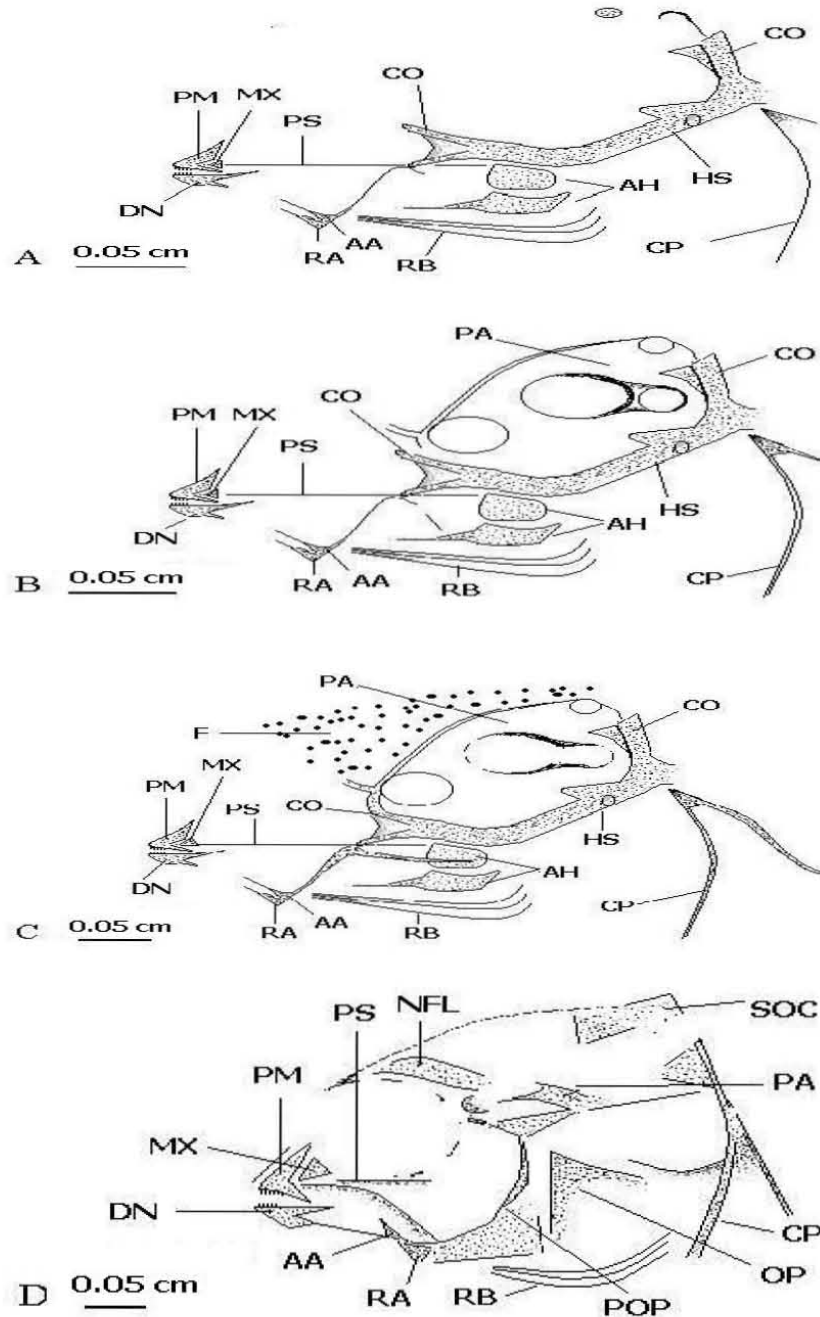 CO
CO
PM MX
PS
HS
AH
DN
AA
RA
RB
CP
A 0.05 cm
PA
CO
CO
PM MX
PS
AH
HS
DN
RA AA
RB
CP
B 0.05 cm
PA
CO
F
MX
PM
PS
CO
HS
DN
AH
CP
AA
RA
RB
C 0.05 cm
PS NFL
SOC
PM
PA
MX
DN
CP
AA
OP
RA
RB
POP
D 0.05 cm